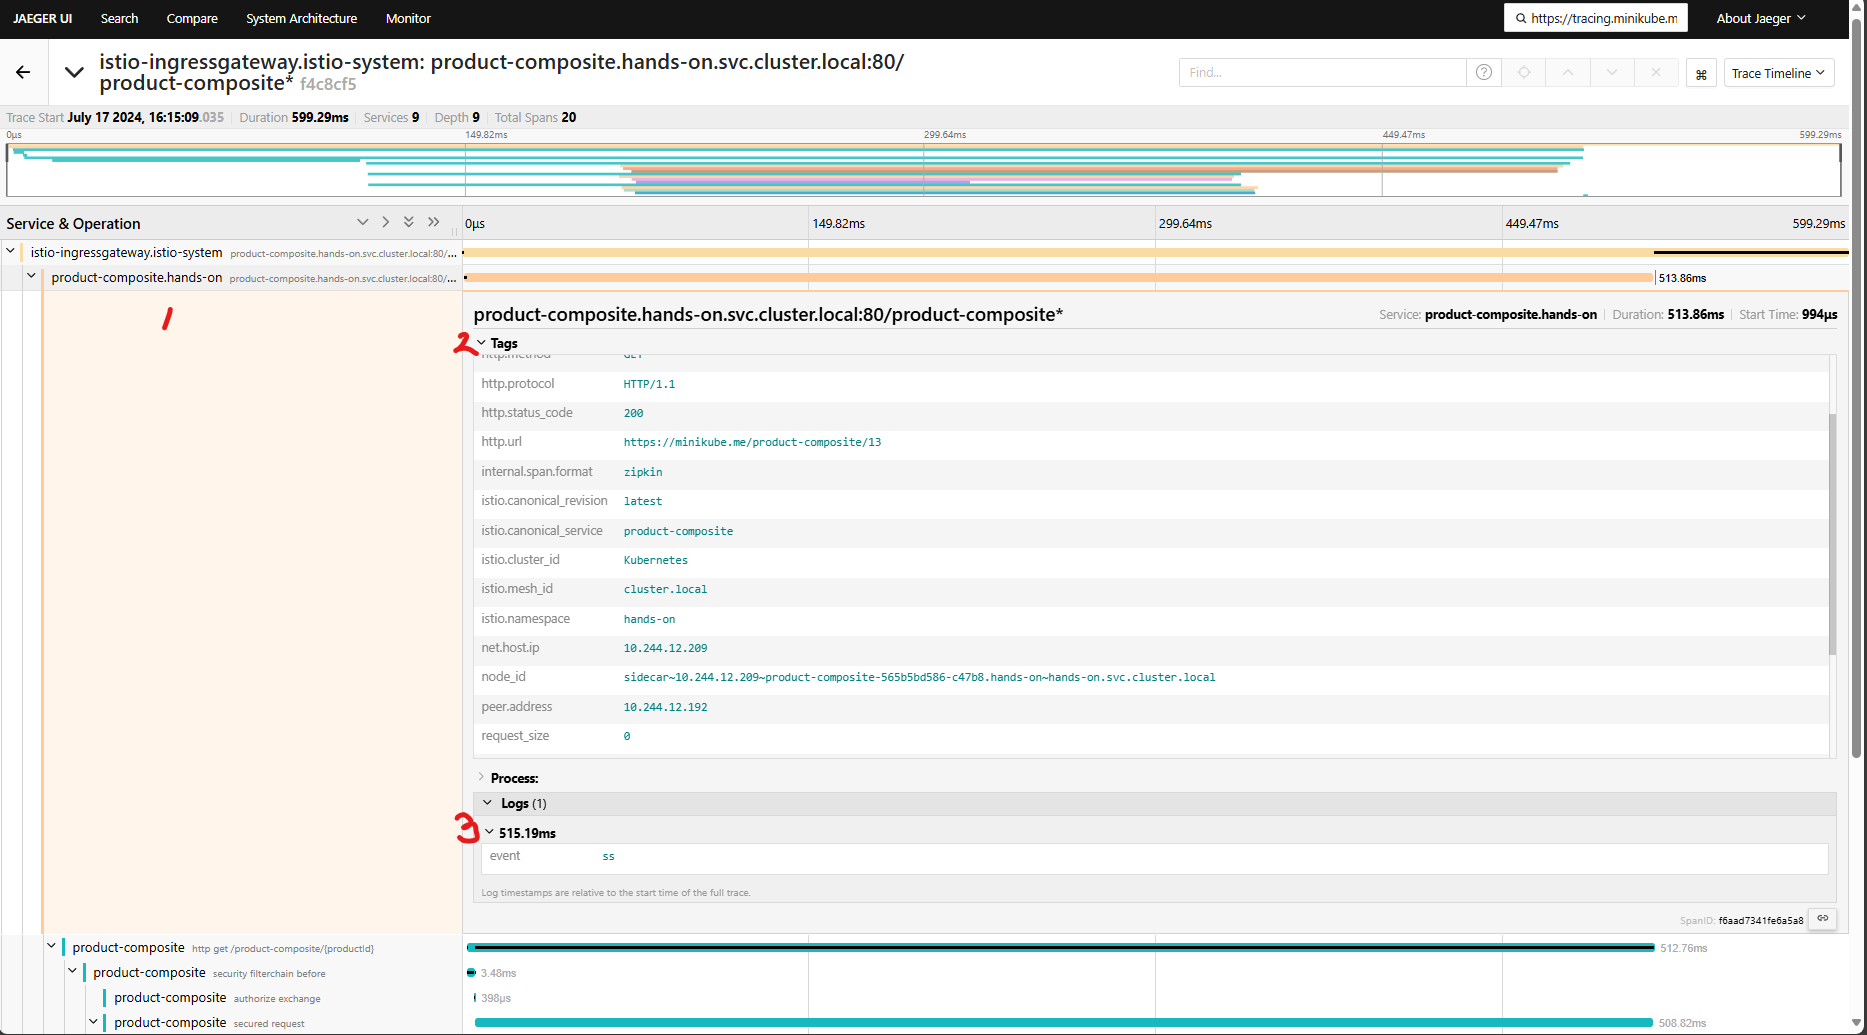 JAEGER UI Search Compare System Architecture Monitor https://tracing.minikube.m About Jaeger
istio-ingressgateway.istio-system: product-composite.hands-on.svc.cluster.local:80/
product-composite* f4c8cf5
Find... ⌘ Trace Timeline
Trace Start July 17 2024, 16:15:09.035 Duration 599.29ms Services 9 Depth 9 Total Spans 20
0μs 149.82ms 299.64ms 449.47ms 599.29ms
Service & Operation 0μs 149.82ms 299.64ms 449.47ms 599.29ms
istio-ingressgateway.istio-system product-composite.hands-on.svc.cluster.local:80/...
product-composite.hands-on product-composite.hands-on.svc.cluster.local:80/... 513.86ms
1
product-composite.hands-on.svc.cluster.local:80/product-composite* Service: product-composite.hands-on Duration: 513.86ms Start Time: 994μs
2 Tags
http.method GET
http.protocol HTTP/1.1
http.status_code 200
http.url https://minikube.me/product-composite/13
internal.span.format zipkin
istio.canonical_revision latest
istio.canonical_service product-composite
istio.cluster_id Kubernetes
istio.mesh_id cluster.local
istio.namespace hands-on
net.host.ip 10.244.12.209
node_id sidecar~10.244.12.209~product-composite-565b5bd586-c47b8.hands-on~hands-on.svc.cluster.local
peer.address 10.244.12.192
request_size 0
Process:
Logs (1)
3 515.19ms
event ss
Log timestamps are relative to the start time of the full trace.
SpanID: f6aad7341fe6a5a8
product-composite http get /product-composite/{productId} 512.76ms
product-composite security filterchain before 3.48ms
product-composite authorize exchange 398μs
product-composite secured request 508.82ms